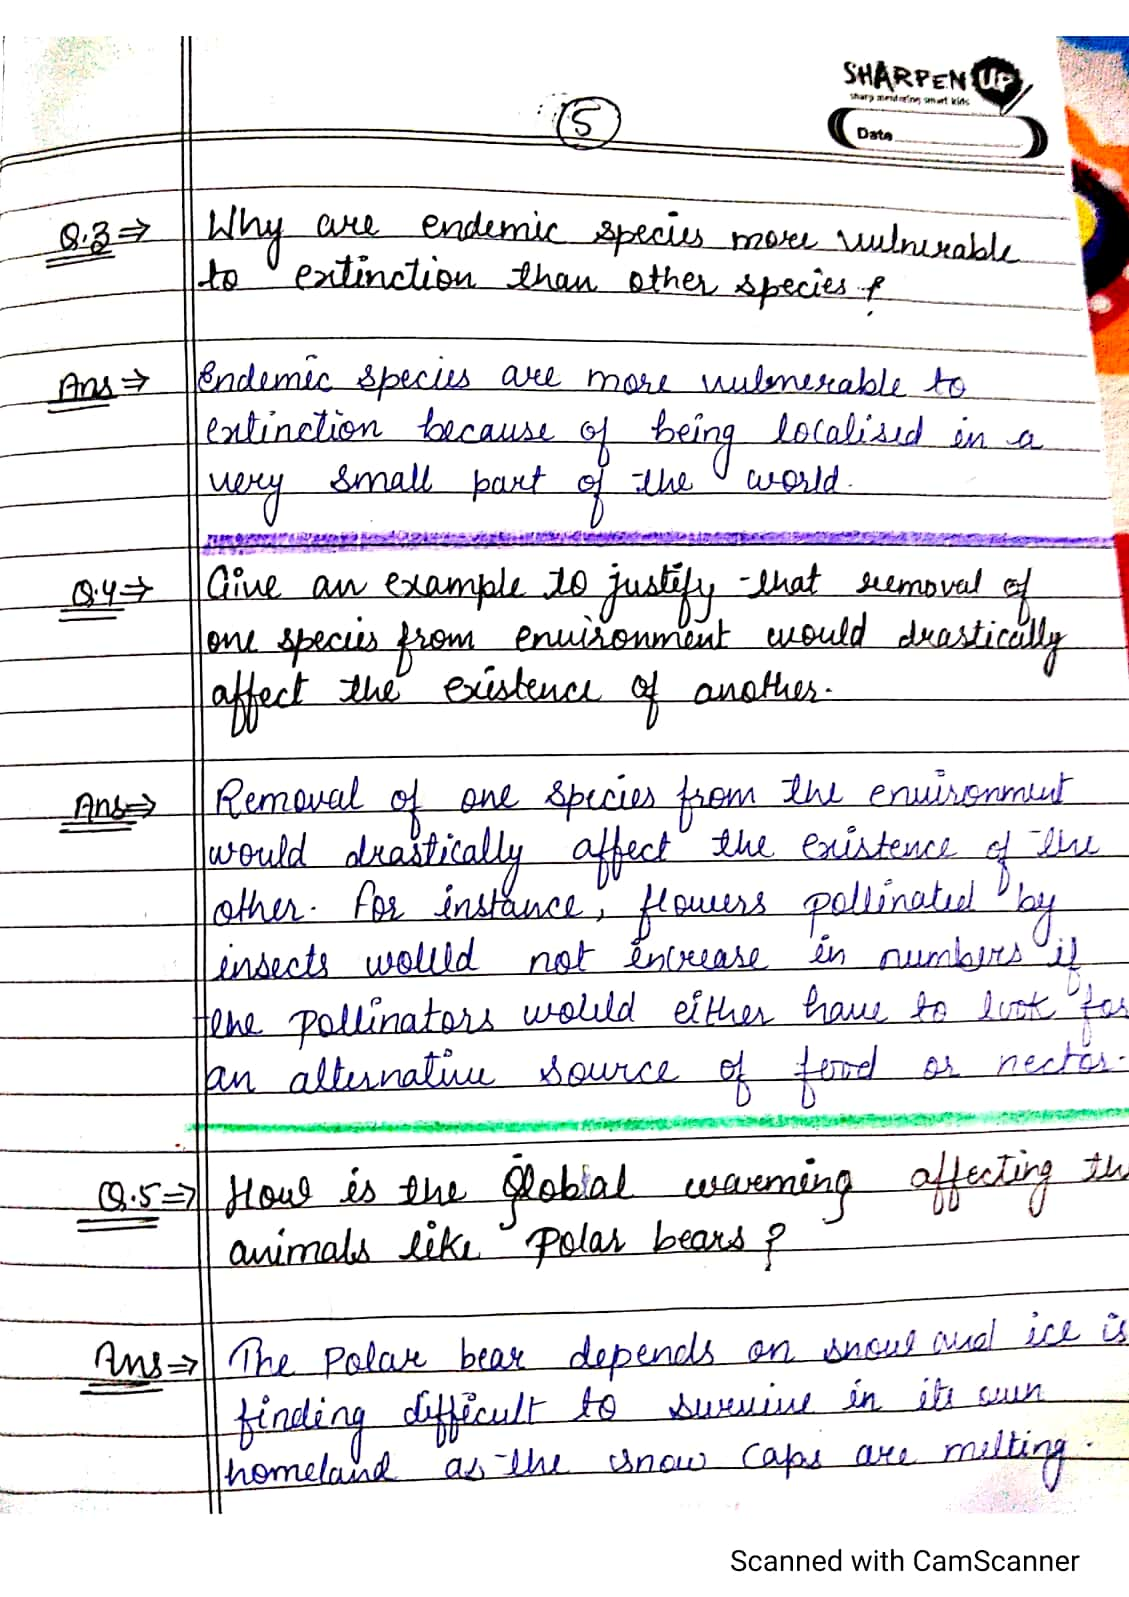 SHARPEN UP
sharp mentoring smart kids
Date
5
Q.3⇒ Why are endemic species more vulnerable
to extinction than other species?
Ans⇒ Endemic species are more vulnerable to
extinction because of being localised in a
very small part of the world.
Q.4⇒ Give an example to justify that removal of
one species from environment would drastically
affect the existence of another.
Ans⇒ Removal of one species from the environment
would drastically affect the existence of the
other. For instance, flowers pollinated by
insects would not increase in numbers if
the pollinators would either have to look for
an alternative source of food or nectar.
Q.5⇒ How is the global warming affecting th
animals like Polar bears?
Ans⇒ The Polar bear depends on snow and ice is
finding difficult to survive in its own
homeland as the snow caps are melting.
Scanned with CamScanner